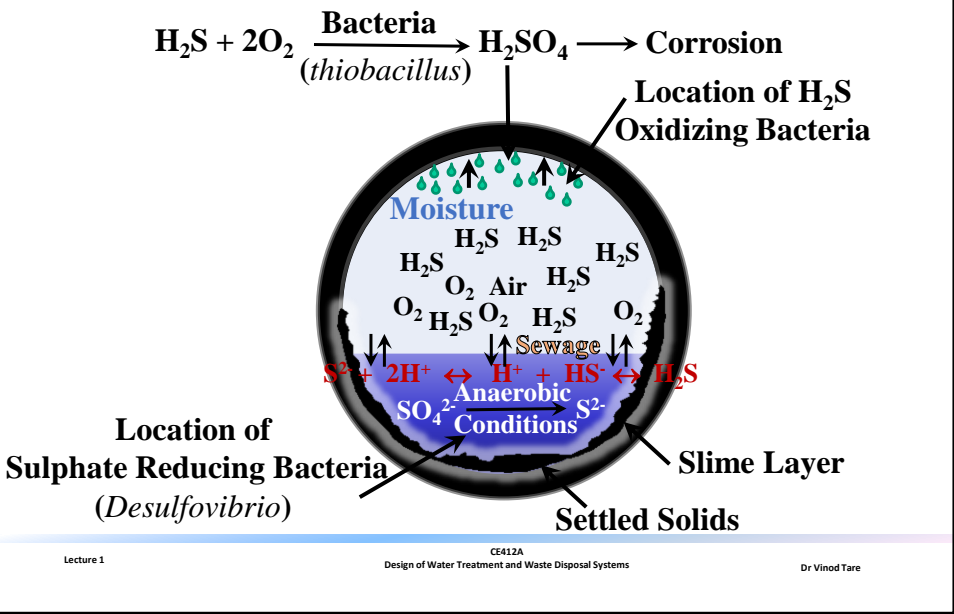 Bacteria
H₂S + 2O₂ ⟶ H₂SO₄ ⟶ Corrosion
(thiobacillus)
Location of H₂S
Oxidizing Bacteria
Moisture
H₂S H₂S
H₂S
H₂S
O₂ Air H₂S
O₂ H₂S O₂ H₂S O₂
Sewage
S²⁻ + 2H⁺ ↔ H⁺ + HS⁻ ↔ H₂S
Anaerobic
SO₄²⁻ ⟶ S²⁻
Conditions
Location of
Sulphate Reducing Bacteria
(Desulfovibrio)
Slime Layer
Settled Solids
Lecture 1
CE412A
Design of Water Treatment and Waste Disposal Systems
Dr Vinod Tare